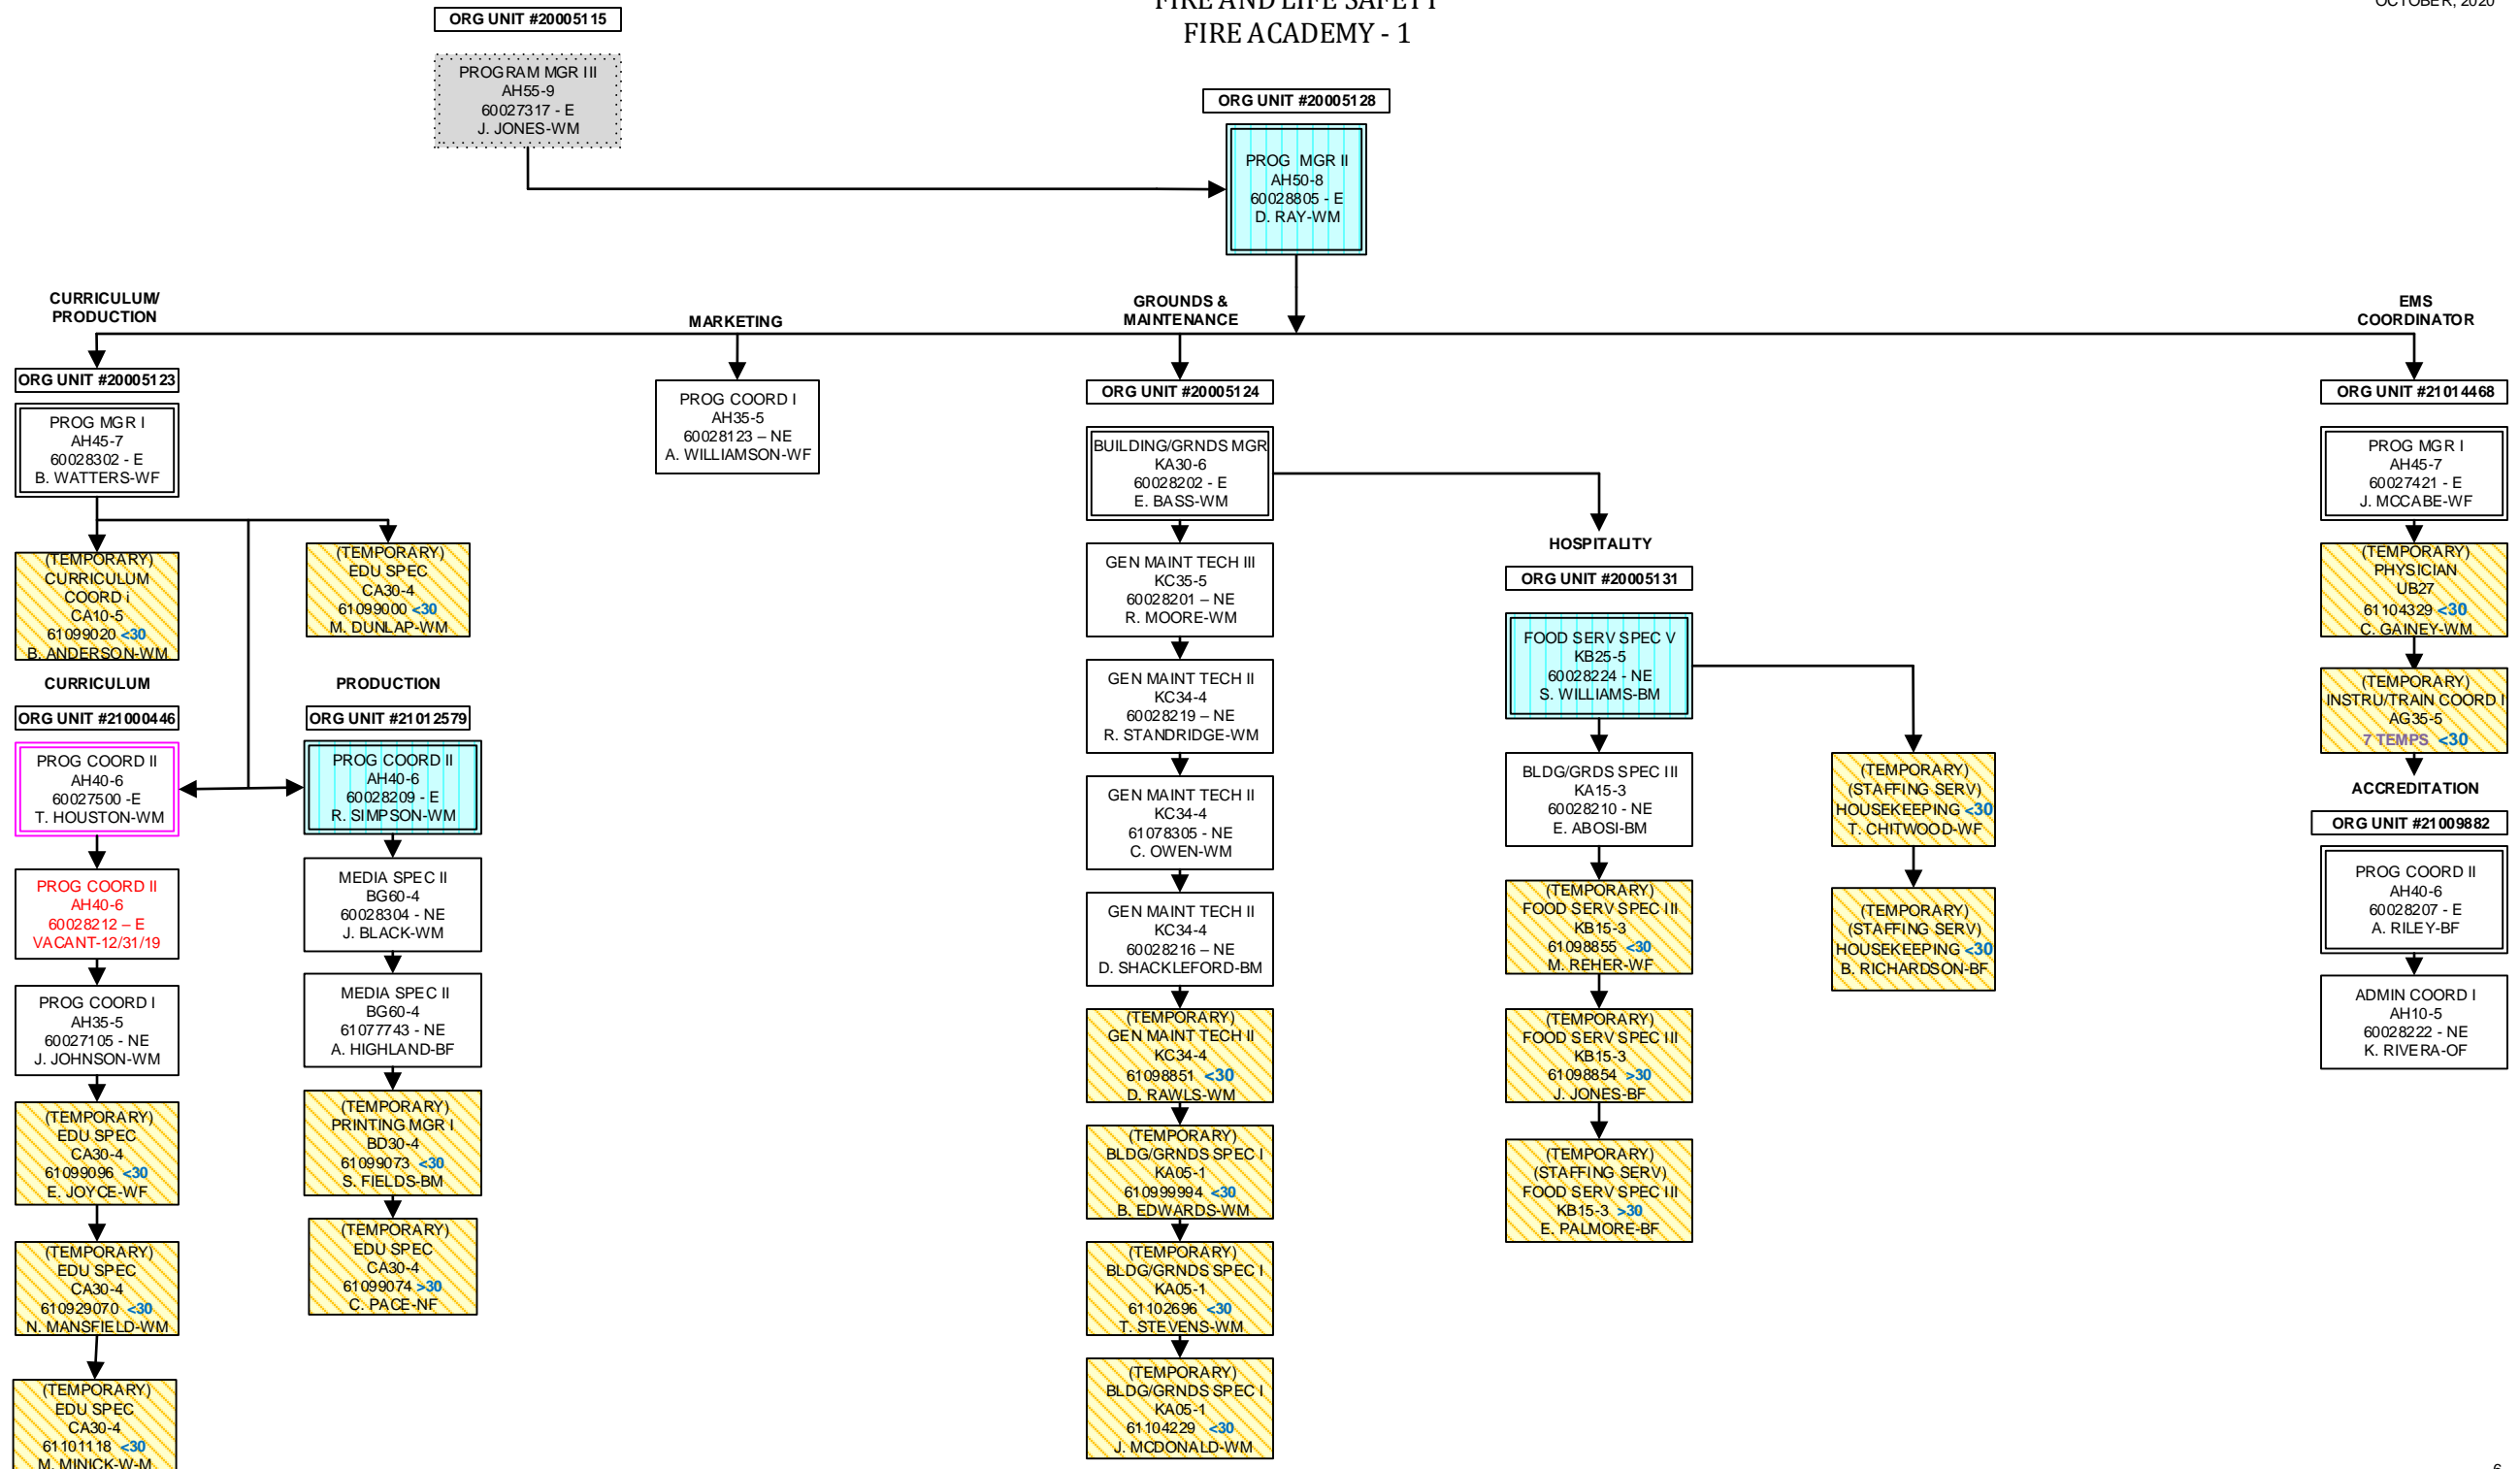 FIRE AND LIFE SAFETY
FIRE ACADEMY - 1
OCTOBER, 2020
ORG UNIT #20005115
PROGRAM MGR III
AH55-9
60027317 - E
J. JONES-WM
ORG UNIT #20005128
PROG MGR II
AH50-8
60028805 - E
D. RAY-WM
CURRICULUM/
PRODUCTION
ORG UNIT #20005123
PROG MGR I
AH45-7
60028302 - E
B. WATTERS-WF
(TEMPORARY)
CURRICULUM
COORD i
CA10-5
61099020 <30
B. ANDERSON-WM
(TEMPORARY)
EDU SPEC
CA30-4
61099000 <30
M. DUNLAP-WM
CURRICULUM
ORG UNIT #21000446
PROG COORD II
AH40-6
60027500 -E
T. HOUSTON-WM
PROG COORD II
AH40-6
60028212 – E
VACANT-12/31/19
PROG COORD I
AH35-5
60027105 - NE
J. JOHNSON-WM
(TEMPORARY)
EDU SPEC
CA30-4
61099096 <30
E. JOYCE-WF
(TEMPORARY)
EDU SPEC
CA30-4
610929070 <30
N. MANSFIELD-WM
(TEMPORARY)
EDU SPEC
CA30-4
61101118 <30
M. MINICK-W-M
PRODUCTION
ORG UNIT #21012579
PROG COORD II
AH40-6
60028209 - E
R. SIMPSON-WM
MEDIA SPEC II
BG60-4
60028304 - NE
J. BLACK-WM
MEDIA SPEC II
BG60-4
61077743 - NE
A. HIGHLAND-BF
(TEMPORARY)
PRINTING MGR I
BD30-4
61099073 <30
S. FIELDS-BM
(TEMPORARY)
EDU SPEC
CA30-4
61099074 >30
C. PACE-NF
MARKETING
PROG COORD I
AH35-5
60028123 – NE
A. WILLIAMSON-WF
GROUNDS &
MAINTENANCE
ORG UNIT #20005124
BUILDING/GRNDS MGR
KA30-6
60028202 - E
E. BASS-WM
GEN MAINT TECH III
KC35-5
60028201 – NE
R. MOORE-WM
GEN MAINT TECH II
KC34-4
60028219 – NE
R. STANDRIDGE-WM
GEN MAINT TECH II
KC34-4
61078305 - NE
C. OWEN-WM
GEN MAINT TECH II
KC34-4
60028216 – NE
D. SHACKLEFORD-BM
(TEMPORARY)
GEN MAINT TECH II
KC34-4
61098851 <30
D. RAWLS-WM
(TEMPORARY)
BLDG/GRNDS SPEC I
KA05-1
610999994 <30
B. EDWARDS-WM
(TEMPORARY)
BLDG/GRNDS SPEC I
KA05-1
61102696 <30
T. STEVENS-WM
(TEMPORARY)
BLDG/GRNDS SPEC I
KA05-1
61104229 <30
J. MCDONALD-WM
HOSPITALITY
ORG UNIT #20005131
FOOD SERV SPEC V
KB25-5
60028224 - NE
S. WILLIAMS-BM
BLDG/GRDS SPEC III
KA15-3
60028210 - NE
E. ABOSI-BM
(TEMPORARY)
FOOD SERV SPEC III
KB15-3
61098855 <30
M. REHER-WF
(TEMPORARY)
FOOD SERV SPEC III
KB15-3
61098854 >30
J. JONES-BF
(TEMPORARY)
(STAFFING SERV)
FOOD SERV SPEC III
KB15-3 >30
E. PALMORE-BF
(TEMPORARY)
(STAFFING SERV)
HOUSEKEEPING <30
T. CHITWOOD-WF
(TEMPORARY)
(STAFFING SERV)
HOUSEKEEPING <30
B. RICHARDSON-BF
EMS
COORDINATOR
ORG UNIT #21014468
PROG MGR I
AH45-7
60027421 - E
J. MCCABE-WF
(TEMPORARY)
PHYSICIAN
UB27
61104329 <30
C. GAINEY-WM
(TEMPORARY)
INSTRU/TRAIN COORD I
AG35-5
7 TEMPS <30
ACCREDITATION
ORG UNIT #21009882
PROG COORD II
AH40-6
60028207 - E
A. RILEY-BF
ADMIN COORD I
AH10-5
60028222 - NE
K. RIVERA-OF
6